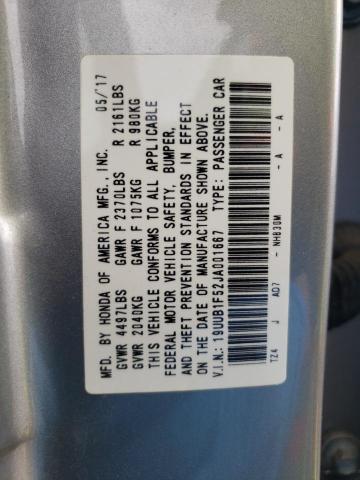 MFD. BY HONDA OF AMERICA MFG., INC. 05/'17
GVWR 4497LBS GAWR F 2370LBS R 2161LBS
GVWR 2040KG GAWR F 1075KG R 980KG
THIS VEHICLE CONFORMS TO ALL APPLICABLE
FEDERAL MOTOR VEHICLE SAFETY, BUMPER,
AND THEFT PREVENTION STANDARDS IN EFFECT
ON THE DATE OF MANUFACTURE SHOWN ABOVE.
V.I.N.: 19UUB1F52JA001667 TYPE: PASSENGER CAR
TZ4 J A07 - NH830M - A - A